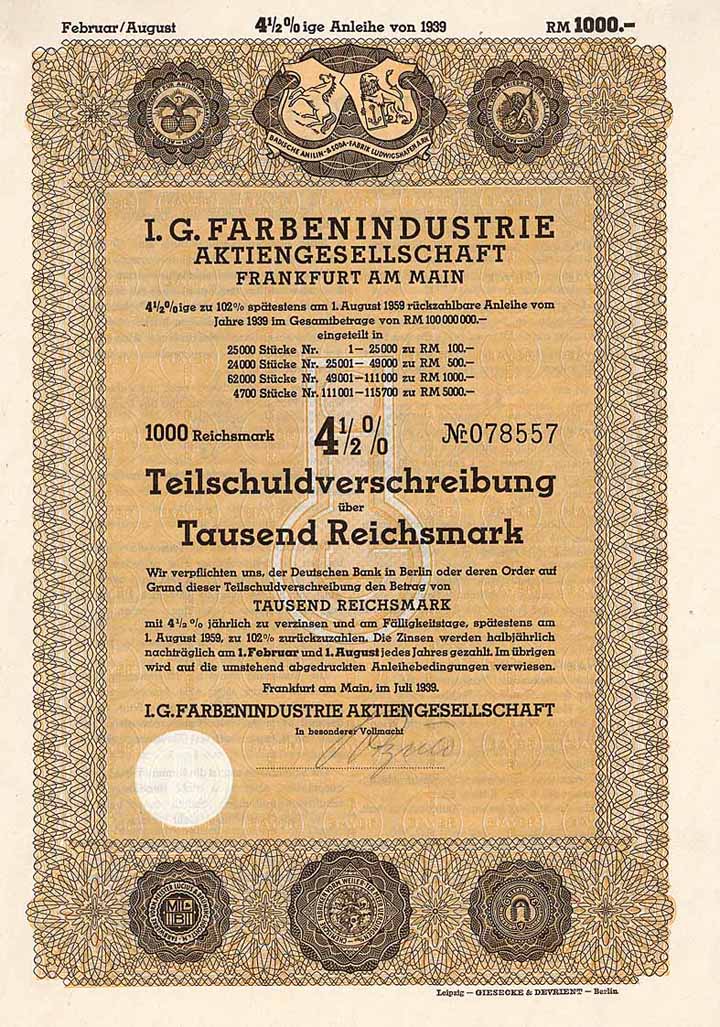 Februar/August 4½% ige Anleihe von 1939 RM 1000.-
BADISCHE ANILIN-&SODA-FABRIK LUDWIGSHAFEN A.RH.
I. G. FARBENINDUSTRIE
AKTIENGESELLSCHAFT
FRANKFURT AM MAIN
4½%ige zu 102% spätestens am 1. August 1959 rückzahlbare Anleihe vom
Jahre 1939 im Gesamtbetrage von RM 100 000 000.—
eingeteilt in
25000 Stücke Nr. 1— 25000 zu RM 100.—
24000 Stücke Nr. 25001— 49000 zu RM 500.—
62000 Stücke Nr. 49001—111000 zu RM 1000.—
4700 Stücke Nr. 111001—115700 zu RM 5000.—
1000 Reichsmark 4½% № 078557
Teilschuldverschreibung
über
Tausend Reichsmark
Wir verpflichten uns, der Deutschen Bank in Berlin oder deren Order auf
Grund dieser Teilschuldverschreibung den Betrag von
TAUSEND REICHSMARK
mit 4½% jährlich zu verzinsen und am Fälligkeitstage, spätestens am
1. August 1959, zu 102% zurückzuzahlen. Die Zinsen werden halbjährlich
nachträglich am 1. Februar und 1. August jedes Jahres gezahlt. Im übrigen
wird auf die umstehend abgedruckten Anleihebedingungen verwiesen.
Frankfurt am Main, im Juli 1939.
I. G. FARBENINDUSTRIE AKTIENGESELLSCHAFT
In besonderer Vollmacht
Leipzig — GIESECKE & DEVRIENT — Berlin